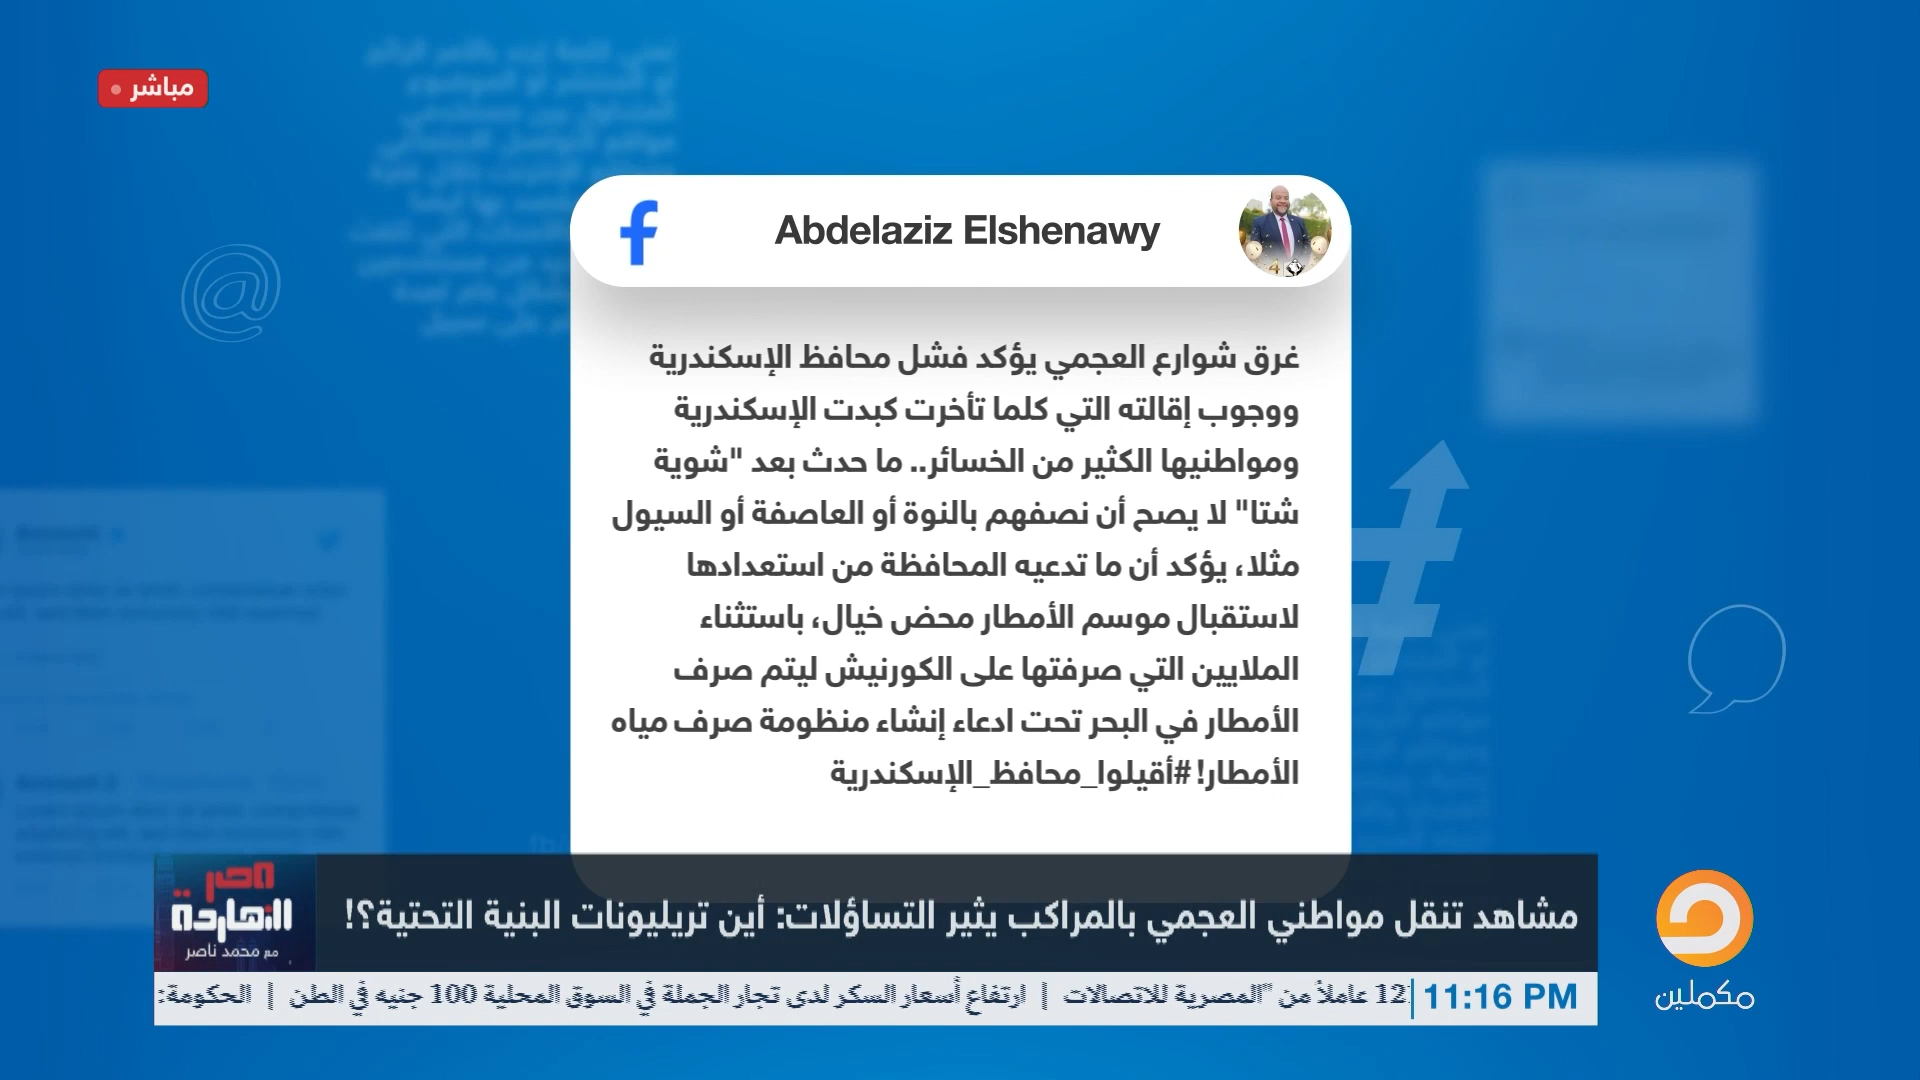 مباشر
Abdelaziz Elshenawy
غرق شوارع العجمي يؤكد فشل محافظ الإسكندرية
ووجوب إقالته التي كلما تأخرت كبدت الإسكندرية
ومواطنيها الكثير من الخسائر.. ما حدث بعد "شوية
شتا" لا يصح أن نصفهم بالنوة أو العاصفة أو السيول
مثلا، يؤكد أن ما تدعيه المحافظة من استعدادها
لاستقبال موسم الأمطار محض خيال، باستثناء
الملايين التي صرفتها على الكورنيش ليتم صرف
الأمطار في البحر تحت ادعاء إنشاء منظومة صرف مياه
الأمطار! #أقيلوا_محافظ_الإسكندرية
مشاهد تنقل مواطني العجمي بالمراكب يثير التساؤلات: أين تريليونات البنية التحتية؟!
مصر
النهاردة
مع محمد ناصر
11:16 PM
عاملاً من "المصرية للاتصالات | ارتفاع أسعار السكر لدى تجار الجملة في السوق المحلية 100 جنيه في الطن | الحكومة:
مكملين